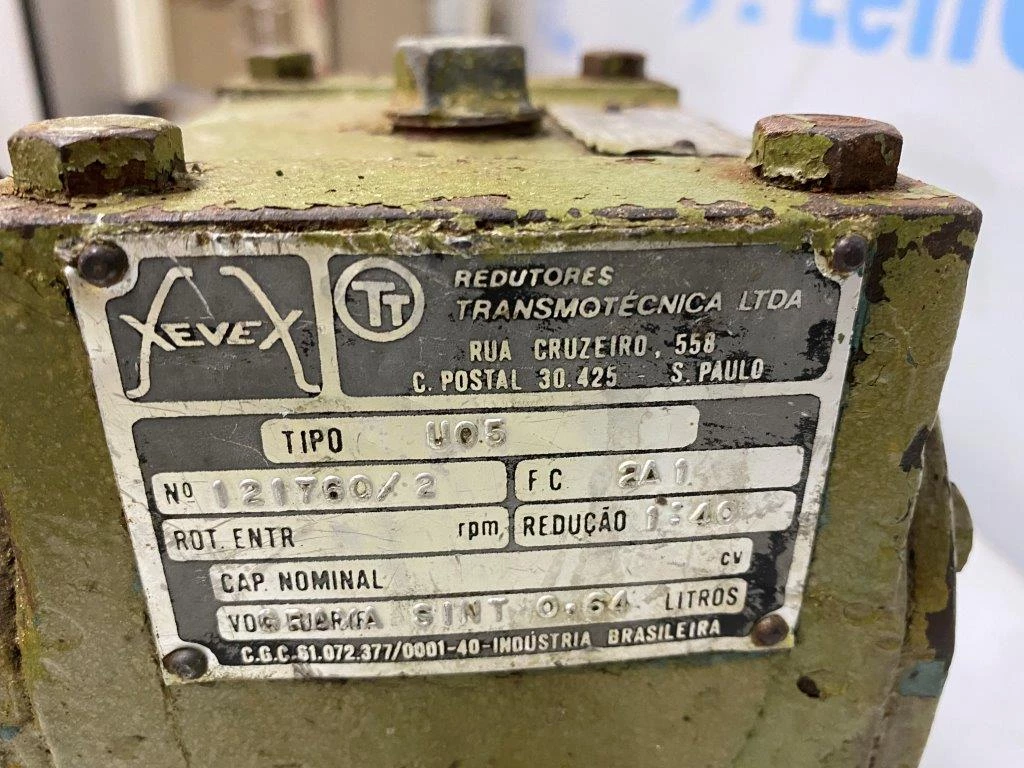 XEVEX
TT
REDUTORES
TRANSMOTÉCNICA LTDA
RUA CRUZEIRO, 558
C. POSTAL 30.425 - S. PAULO
TIPO U05
Nº 121760/2
FC 2A1
ROT. ENTR. rpm
REDUÇÃO 1:40
CAP. NOMINAL cv
SINT 0.64 LITROS
C.G.C. 61.072.377/0001-40-INDÚSTRIA BRASILEIRA